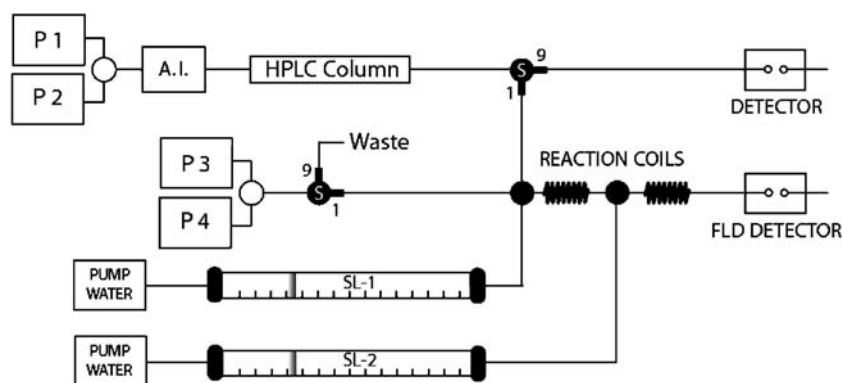 P 1
P 2
A.I.
HPLC Column
S
9
1
DETECTOR
P 3
P 4
Waste
9
S
1
REACTION COILS
FLD DETECTOR
PUMP
WATER
SL-1
PUMP
WATER
SL-2